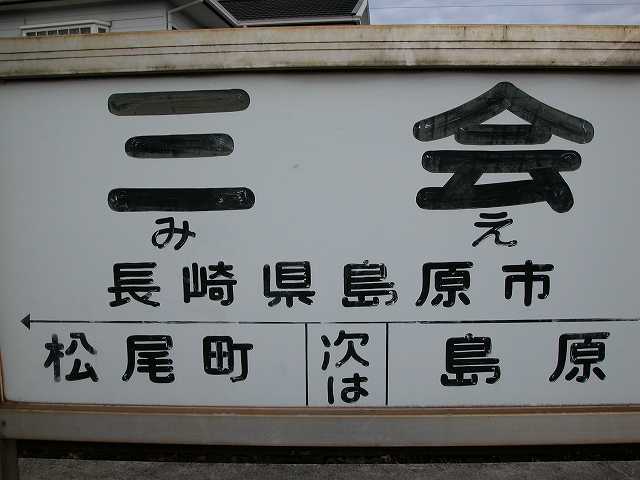 三会
みえ
長崎県島原市
松尾町 次は 島原